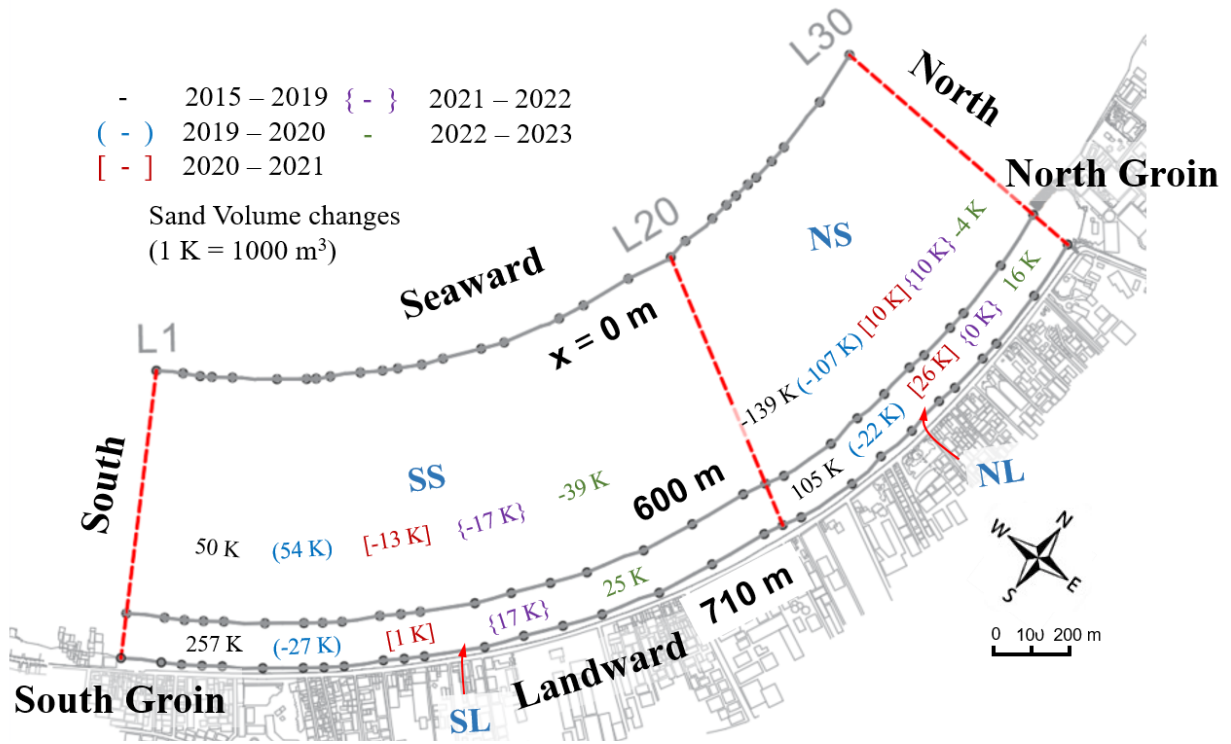 L30
North
- 2015 – 2019 { - } 2021 – 2022
( - ) 2019 – 2020 - 2022 – 2023
[ - ] 2020 – 2021
North Groin
Sand Volume changes
(1 K = 1000 m³)
L20
NS
Seaward
x = 0 m
L1
-139 K (-107 K) [10 K] {10 K} -4 K
105 K (-22 K) [26 K] {0 K} 16 K
NL
South
SS
600 m
50 K (54 K) [-13 K] {-17 K} -39 K
257 K (-27 K) [1 K] {17 K} 25 K
710 m
Landward
South Groin
SL
N
W
E
S
0 100 200 m